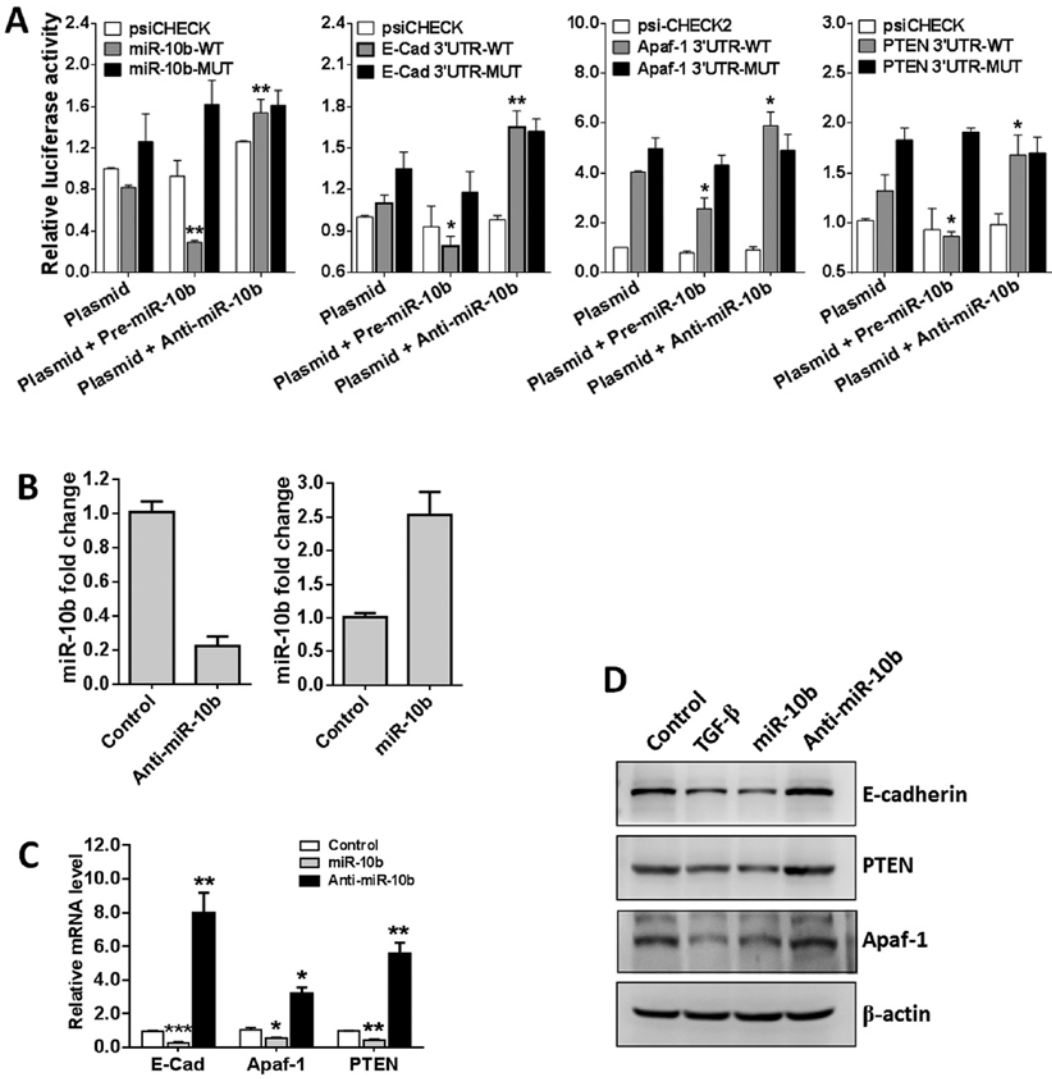 A
2.4
2.0
1.6
1.2
0.8
0.4
0.0
Relative luciferase activity
psiCHECK
miR-10b-WT
miR-10b-MUT
**
**
Plasmid
Plasmid + Pre-miR-10b
Plasmid + Anti-miR-10b
2.4
2.1
1.8
1.5
1.2
0.9
0.6
psiCHECK
E-Cad 3'UTR-WT
E-Cad 3'UTR-MUT
*
**
Plasmid
Plasmid + Pre-miR-10b
Plasmid + Anti-miR-10b
10.0
8.0
6.0
4.0
2.0
0.0
psi-CHECK2
Apaf-1 3'UTR-WT
Apaf-1 3'UTR-MUT
*
*
Plasmid
Plasmid + Pre-miR-10b
Plasmid + Anti-miR-10b
3.0
2.5
2.0
1.5
1.0
0.5
psiCHECK
PTEN 3'UTR-WT
PTEN 3'UTR-MUT
*
*
Plasmid
Plasmid + Pre-miR-10b
Plasmid + Anti-miR-10b
B
miR-10b fold change
1.2
1.0
0.8
0.6
0.4
0.2
0.0
Control
Anti-miR-10b
miR-10b fold change
3.0
2.5
2.0
1.5
1.0
0.5
0.0
Control
miR-10b
C
Relative mRNA level
12.0
10.0
8.0
6.0
4.0
2.0
0.0
Control
miR-10b
Anti-miR-10b
***
**
*
*
**
**
E-Cad
Apaf-1
PTEN
D
Control
TGF-β
miR-10b
Anti-miR-10b
E-cadherin
PTEN
Apaf-1
β-actin